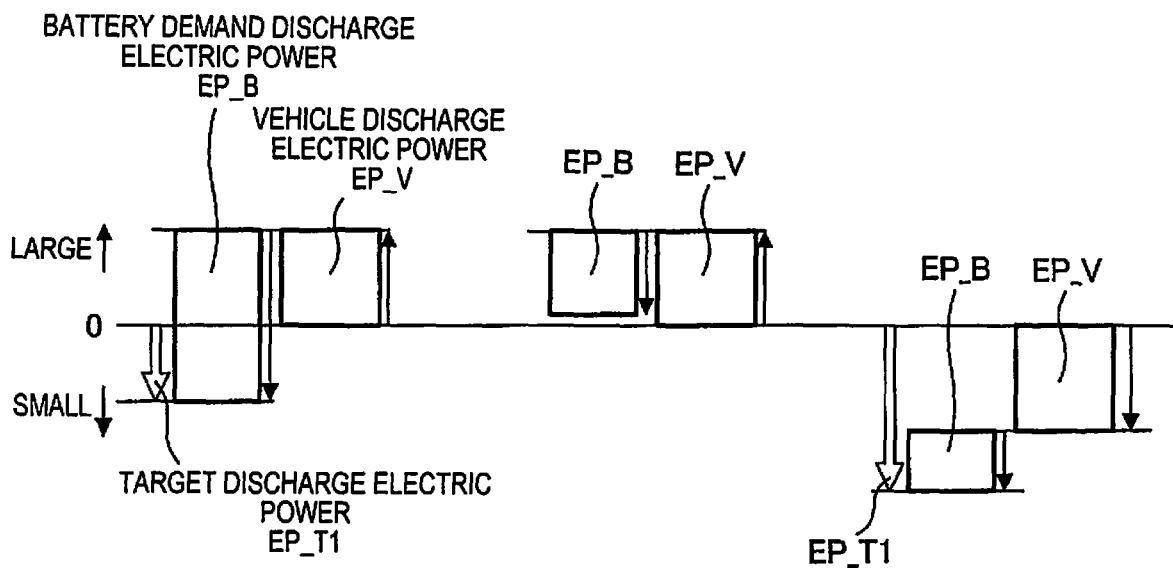 BATTERY DEMAND DISCHARGE
ELECTRIC POWER
EP_B
VEHICLE DISCHARGE
ELECTRIC POWER
EP_V
EP_B
EP_V
LARGE
EP_B
EP_V
0
SMALL
TARGET DISCHARGE ELECTRIC
POWER
EP_T1
EP_T1